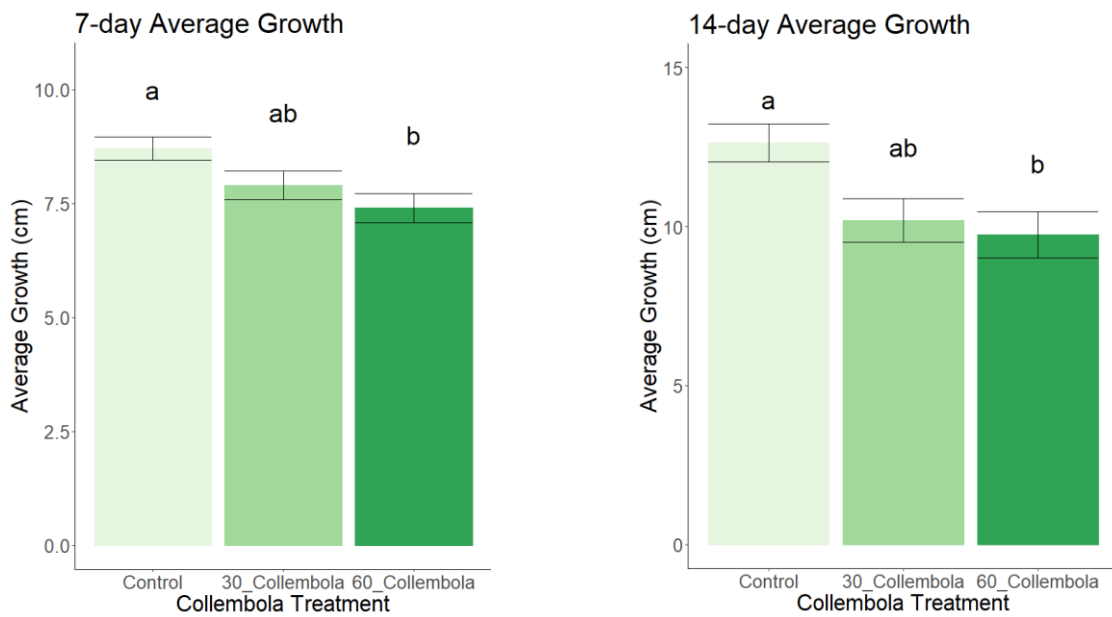 7-day Average Growth
Average Growth (cm)
10.0
7.5
5.0
2.5
0.0
a
ab
b
Control
30_Collembola
60_Collembola
Collembola Treatment
14-day Average Growth
Average Growth (cm)
15
10
5
0
a
ab
b
Control
30_Collembola
60_Collembola
Collembola Treatment